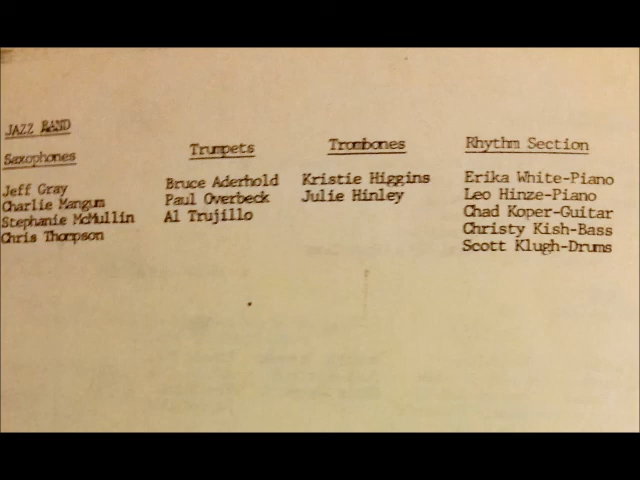 JAZZ BAND
Saxophones
Jeff Gray
Charlie Mangum
Stephanie McMullin
Chris Thompson
Trumpets
Bruce Aderhold
Paul Overbeck
Al Trujillo
Trombones
Kristie Higgins
Julie Hinley
Rhythm Section
Erika White-Piano
Leo Hinze-Piano
Chad Koper-Guitar
Christy Kish-Bass
Scott Klugh-Drums